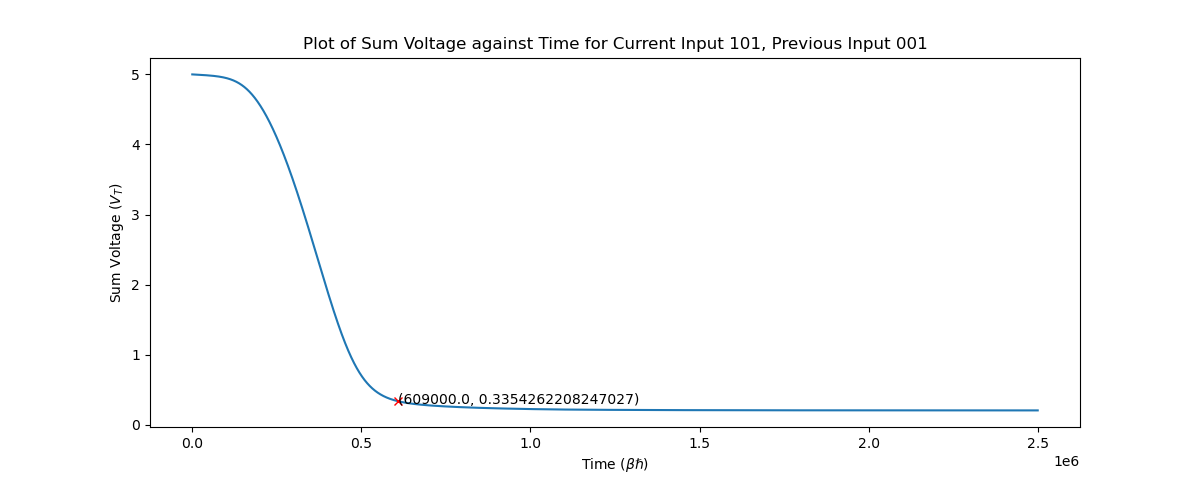 Plot of Sum Voltage against Time for Current Input 101, Previous Input 001
Sum Voltage (V_T)
5
4
3
2
1
0
(609000.0, 0.3354262208247027)
0.0 0.5 1.0 1.5 2.0 2.5
1e6
Time (βℏ)